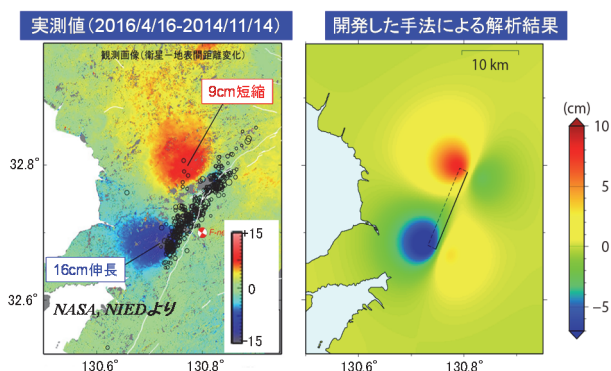 実測値(2016/4/16-2014/11/14)
観測画像(衛星－地表間距離変化)
9cm短縮
32.8
16cm伸長
32.6
NASA, NIEDより
+15
0
-15
130.6°
130.8°
開発した手法による解析結果
10 km
(cm)
10
5
0
−5
130.6°
130.8°